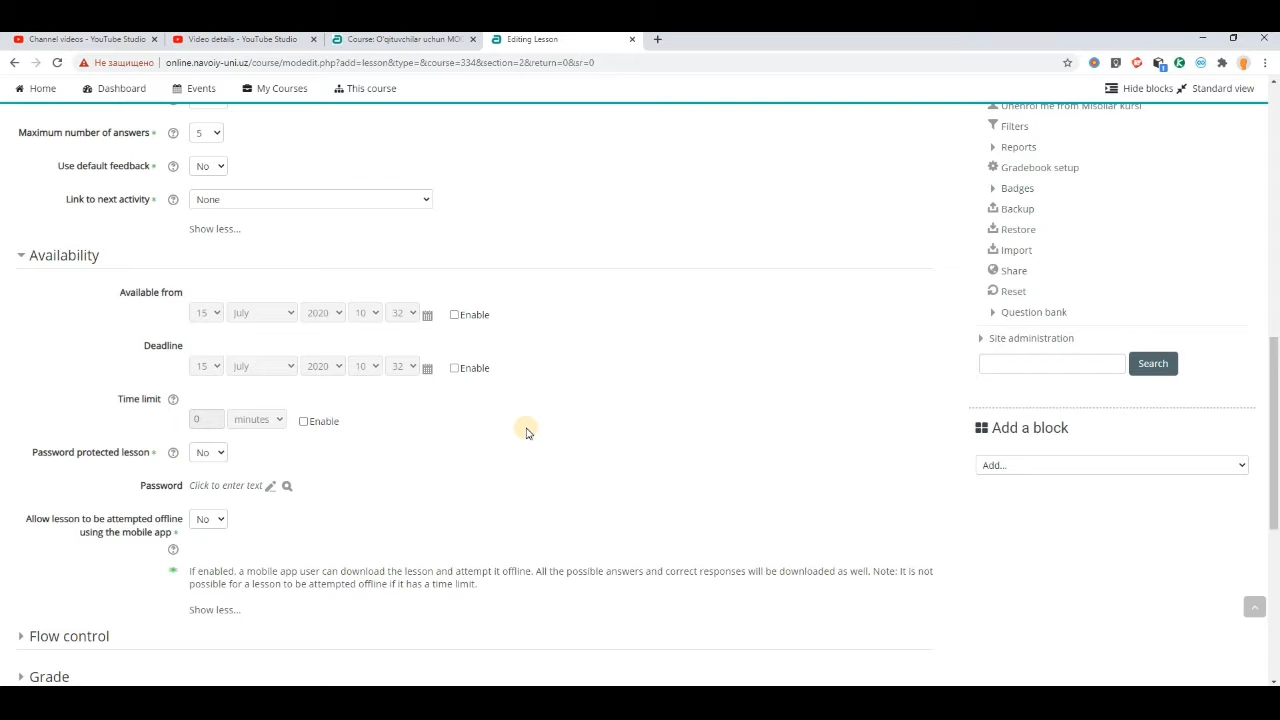 Channel videos - YouTube Studio
Video details - YouTube Studio
Course: O'qituvchilar uchun MO
Editing Lesson
Не защищено
online.navoiy-uni.uz/course/modedit.php?add=lesson&type=&course=334&section=2&return=0&sr=0
Home
Dashboard
Events
My Courses
This course
Hide blocks
Standard view
Maximum number of answers
5
Use default feedback
No
Link to next activity
None
Show less...
Availability
Available from
15 July 2020 10 32
Enable
Deadline
15 July 2020 10 32
Enable
Time limit
0 minutes
Enable
Password protected lesson
No
Password
Click to enter text
Allow lesson to be attempted offline
using the mobile app
No
If enabled, a mobile app user can download the lesson and attempt it offline. All the possible answers and correct responses will be downloaded as well. Note: It is not
possible for a lesson to be attempted offline if it has a time limit.
Show less...
Flow control
Grade
Unenrol me from Misollar kursi
Filters
Reports
Gradebook setup
Badges
Backup
Restore
Import
Share
Reset
Question bank
Site administration
Search
Add a block
Add...